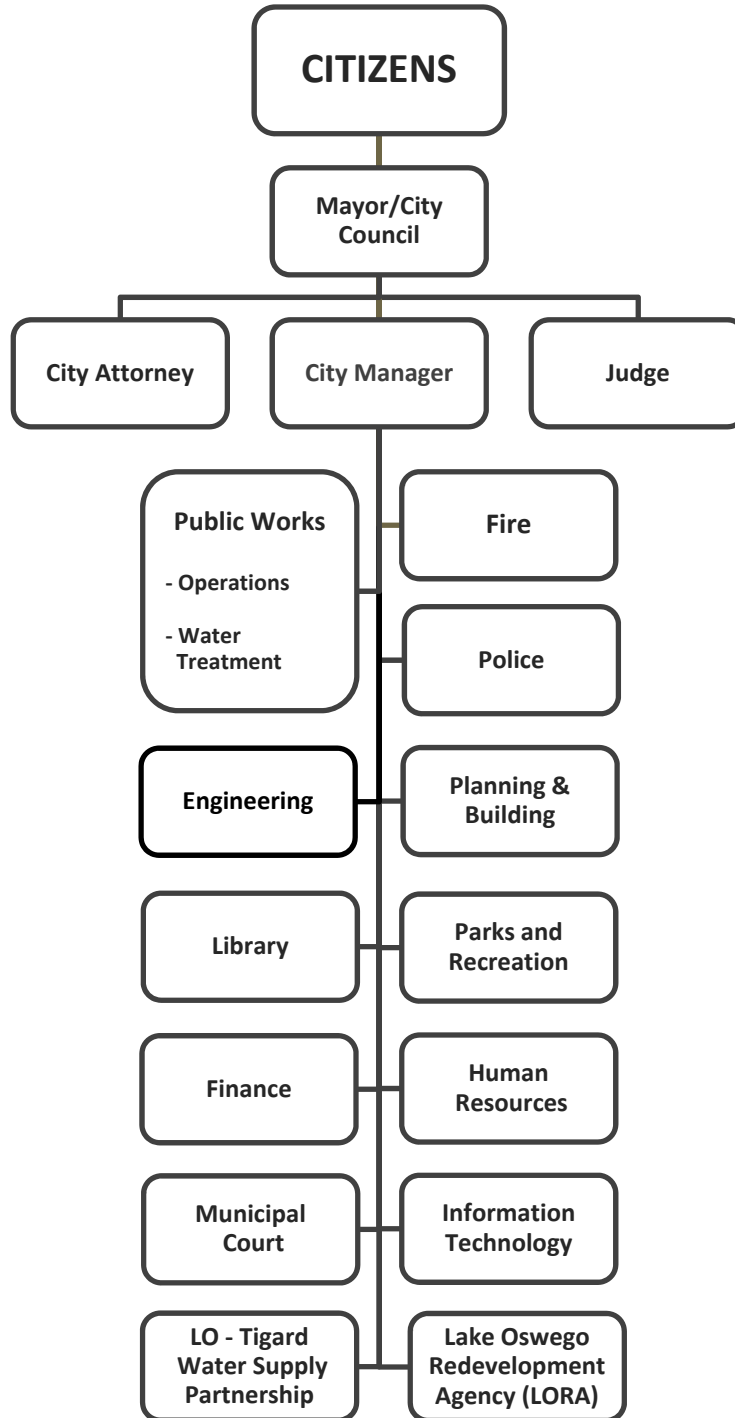 CITIZENS
Mayor/City
Council
City Attorney
City Manager
Judge
Public Works
- Operations
- Water
Treatment
Fire
Police
Engineering
Planning &
Building
Library
Parks and
Recreation
Finance
Human
Resources
Municipal
Court
Information
Technology
LO - Tigard
Water Supply
Partnership
Lake Oswego
Redevelopment
Agency (LORA)